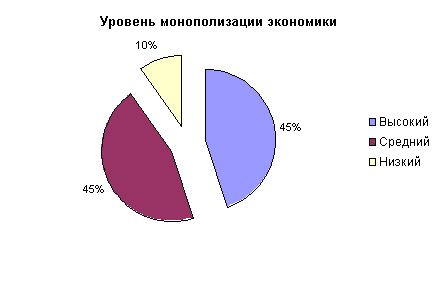 Уровень монополизации экономики
10%
45%
45%
Высокий
Средний
Низкий